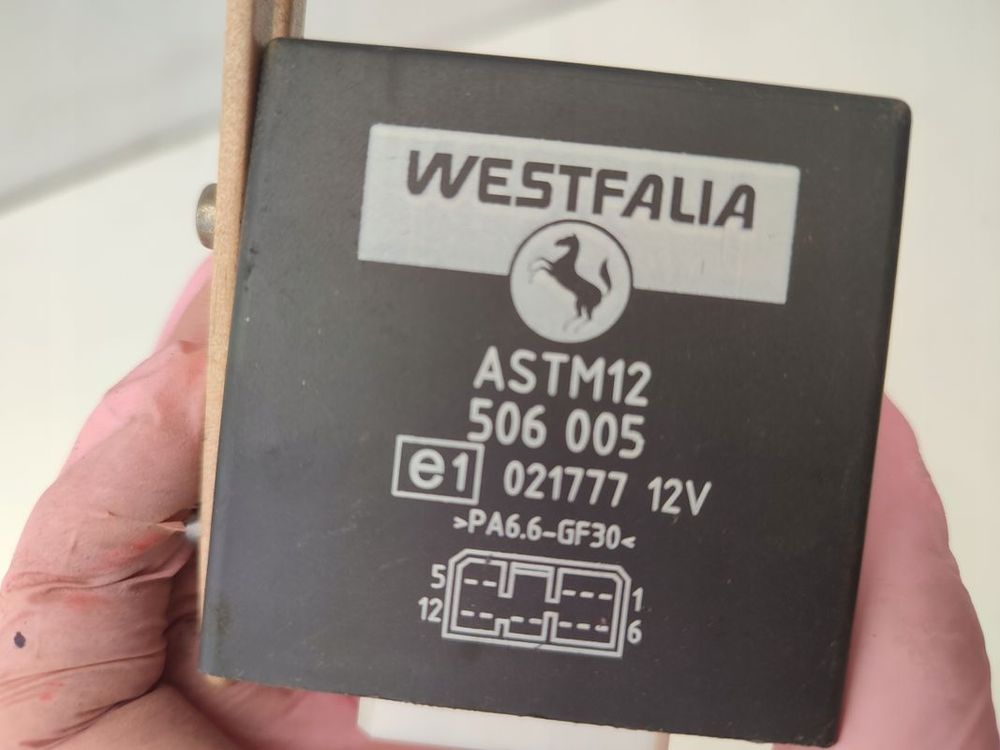 WESTFALIA
ASTM12
506 005
e1 021777 12V
>PA6.6-GF30<
5 1
12 6